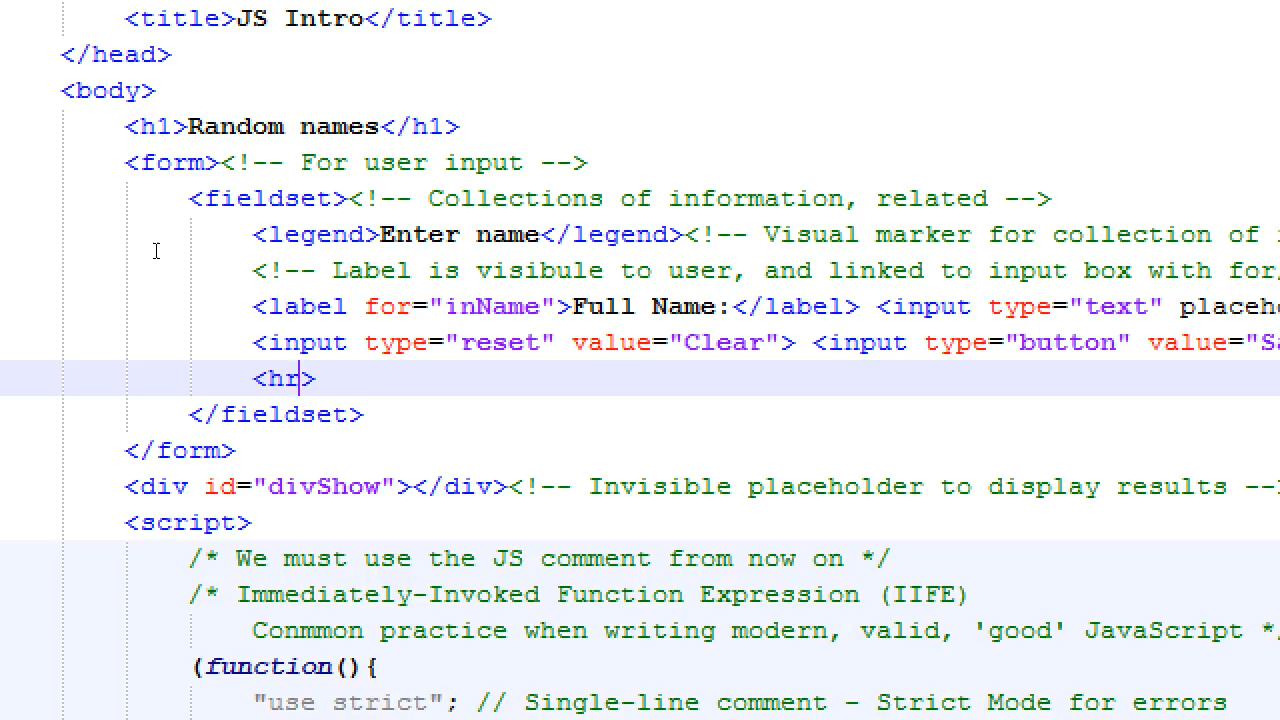 <title>JS Intro</title>
</head>
<body>
<h1>Random names</h1>
<form><!-- For user input -->
<fieldset><!-- Collections of information, related -->
<legend>Enter name</legend><!-- Visual marker for collection of
<!-- Label is visibule to user, and linked to input box with for,
<label for="inName">Full Name:</label> <input type="text" placeh
<input type="reset" value="Clear"> <input type="button" value="S
<hr>
</fieldset>
</form>
<div id="divShow"></div><!-- Invisible placeholder to display results --
<script>
/* We must use the JS comment from now on */
/* Immediately-Invoked Function Expression (IIFE)
Conmmon practice when writing modern, valid, 'good' JavaScript *
(function(){
"use strict"; // Single-line comment - Strict Mode for errors